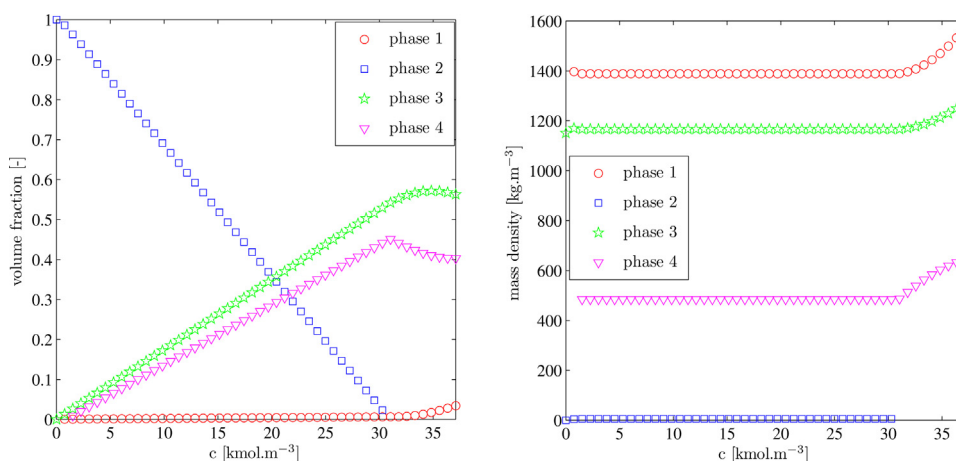 1
0.9
0.8
0.7
0.6
0.5
0.4
0.3
0.2
0.1
0
volume fraction [-]
0 5 10 15 20 25 30 35
c [kmol.m⁻³]
phase 1
phase 2
phase 3
phase 4
1600
1400
1200
1000
800
600
400
200
0
mass density [kg.m⁻³]
0 5 10 15 20 25 30 35
c [kmol.m⁻³]
phase 1
phase 2
phase 3
phase 4